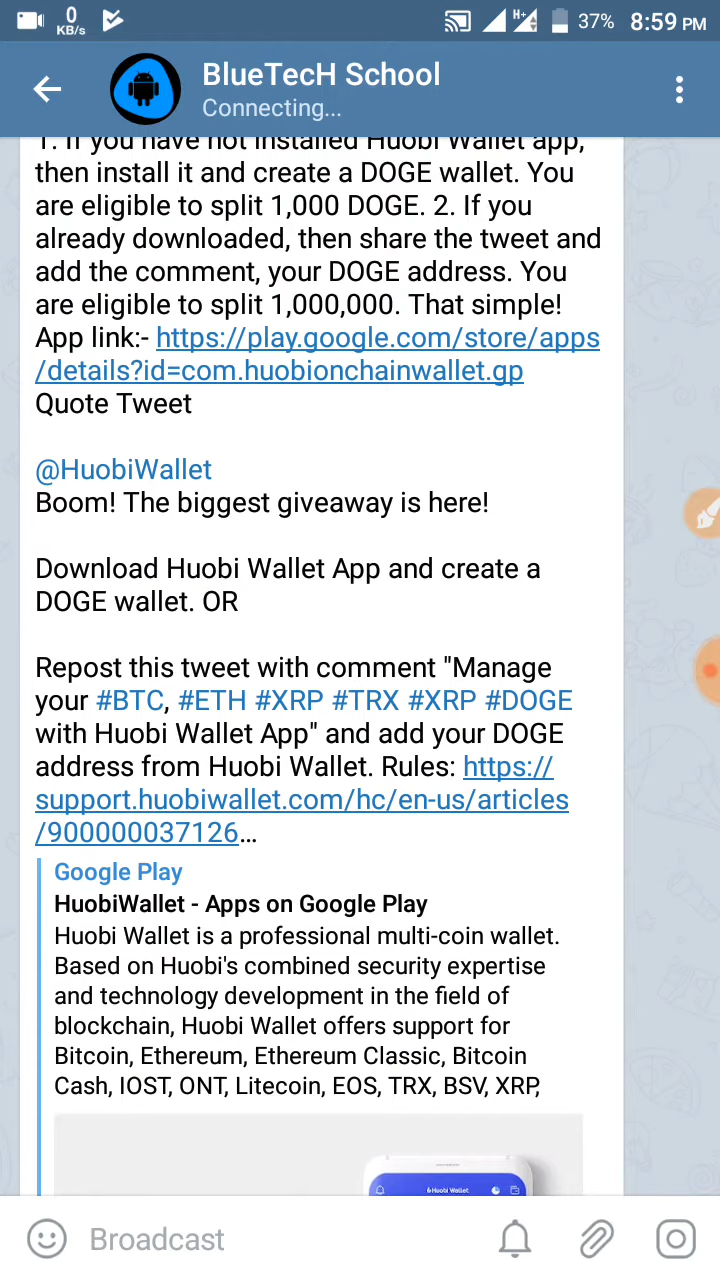 0
KB/s
H+
37%
8:59 PM
BlueTecH School
Connecting...
1. If you have not installed Huobi Wallet app,
then install it and create a DOGE wallet. You
are eligible to split 1,000 DOGE. 2. If you
already downloaded, then share the tweet and
add the comment, your DOGE address. You
are eligible to split 1,000,000. That simple!
App link:- https://play.google.com/store/apps
/details?id=com.huobionchainwallet.gp
Quote Tweet
@HuobiWallet
Boom! The biggest giveaway is here!
Download Huobi Wallet App and create a
DOGE wallet. OR
Repost this tweet with comment "Manage
your #BTC, #ETH #XRP #TRX #XRP #DOGE
with Huobi Wallet App" and add your DOGE
address from Huobi Wallet. Rules: https://
support.huobiwallet.com/hc/en-us/articles
/900000037126…
Google Play
HuobiWallet - Apps on Google Play
Huobi Wallet is a professional multi-coin wallet.
Based on Huobi's combined security expertise
and technology development in the field of
blockchain, Huobi Wallet offers support for
Bitcoin, Ethereum, Ethereum Classic, Bitcoin
Cash, IOST, ONT, Litecoin, EOS, TRX, BSV, XRP,
Huobi Wallet
Broadcast